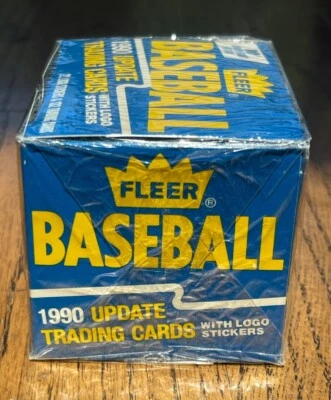 FLEER
BASEBALL
1990 UPDATE
TRADING CARDS
WITH LOGO
STICKERS
FLEER ®
BASEBALL
1990 UPDATE
TRADING CARDS WITH LOGO
STICKERS